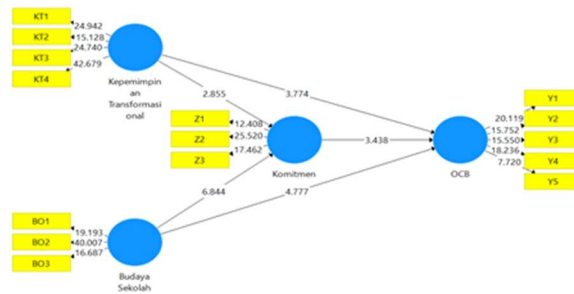 KT1
KT2
KT3
KT4
24.942
15.128
24.740
42.679
Kepemimpin
an
Transformasi
onal
2.855
3.774
Z1
Z2
Z3
12.408
25.520
17.462
Komitmen
3.438
OCB
20.119
15.752
15.550
18.236
7.720
Y1
Y2
Y3
Y4
Y5
6.844
4.777
BO1
BO2
BO3
19.193
40.007
16.687
Budaya
Sekolah